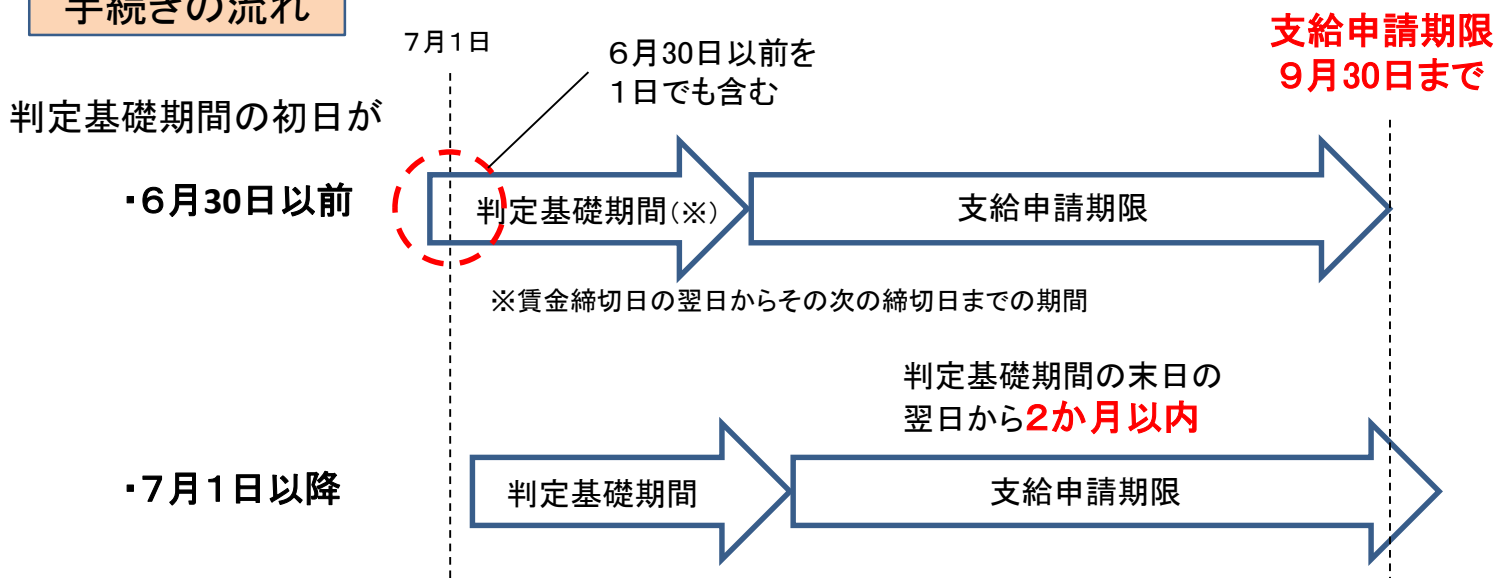 手続きの流れ
7月1日
6月30日以前を
1日でも含む
支給申請期限
9月30日まで
判定基礎期間の初日が
・6月30日以前
判定基礎期間(※)
支給申請期限
※賃金締切日の翌日からその次の締切日までの期間
判定基礎期間の末日の
翌日から2か月以内
・7月1日以降
判定基礎期間
支給申請期限